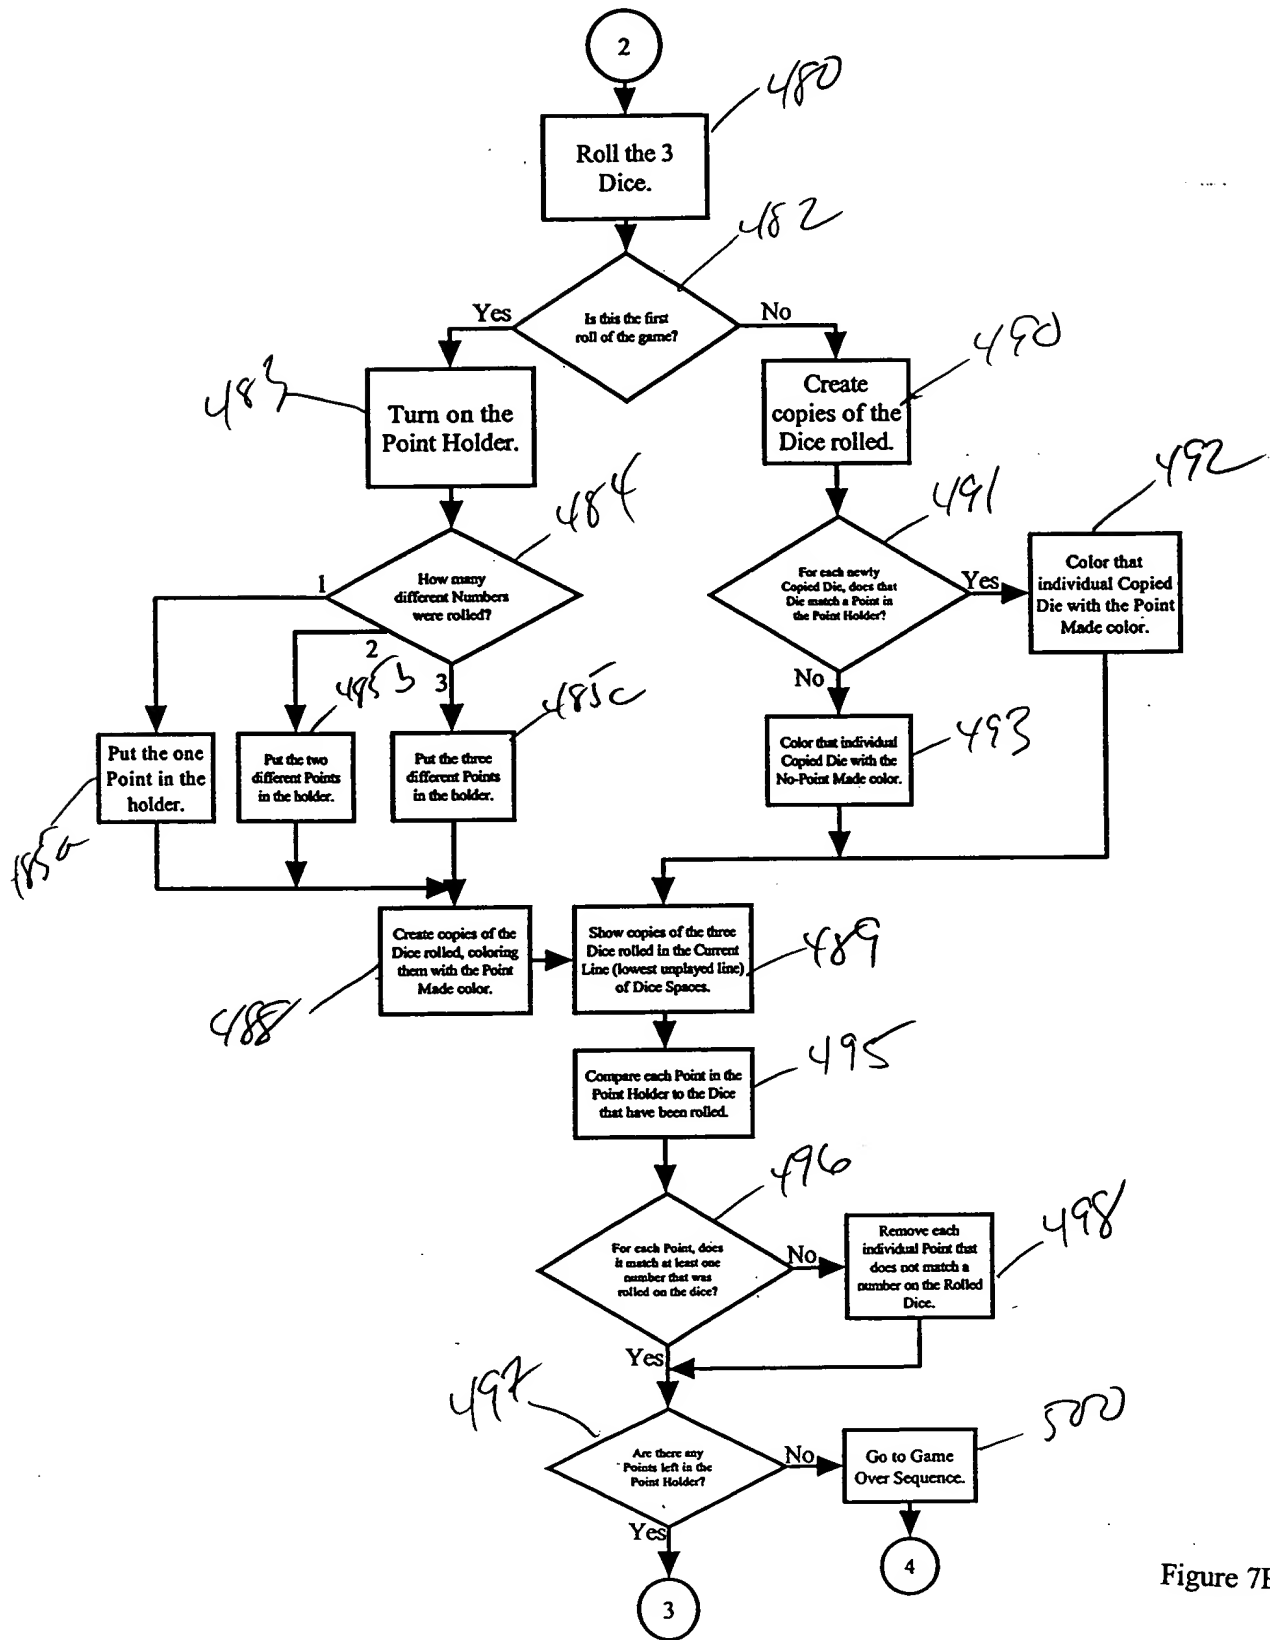 2
480
Roll the 3
Dice.
482
Is this the first
roll of the game?
Yes
No
483
Turn on the
Point Holder.
490
Create
copies of the
Dice rolled.
484
How many
different Numbers
were rolled?
1
2
3
491
For each newly
Copied Die, does that
Die match a Point in
the Point Holder?
Yes
No
492
Color that
individual Copied
Die with the Point
Made color.
485b
485c
Put the one
Point in the
holder.
Put the two
different Points
in the holder.
Put the three
different Points
in the holder.
493
Color that individual
Copied Die with the
No-Point Made color.
485a
Create copies of the
Dice rolled, coloring
them with the Point
Made color.
488
Show copies of the three
Dice rolled in the Current
Line (lowest unplayed line)
of Dice Spaces.
489
Compare each Point in the
Point Holder to the Dice
that have been rolled.
495
496
For each Point, does
it match at least one
number that was
rolled on the dice?
No
Yes
Remove each
individual Point that
does not match a
number on the Rolled
Dice.
498
497
Are there any
Points left in the
Point Holder?
No
Yes
Go to Game
Over Sequence.
500
4
3
Figure 7B